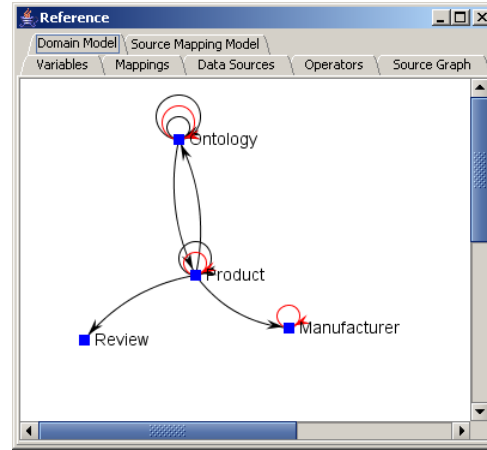 Reference
Domain Model Source Mapping Model
Variables Mappings Data Sources Operators Source Graph
Ontology
Product
Manufacturer
Review